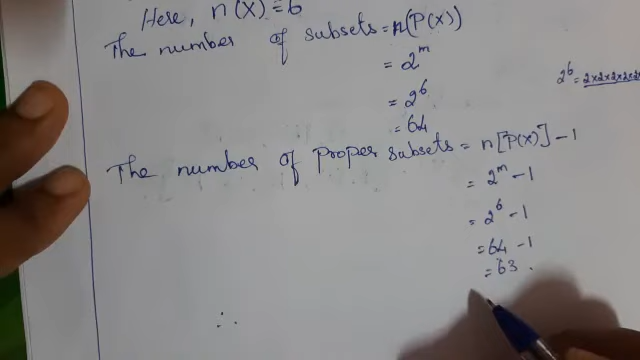 Here, n(X)=6
The number of subsets = n(P(X))
= 2^m
= 2^6
= 64
2^6 = 2×2×2×2×2
The number of proper subsets = n[P(X)] - 1
= 2^m - 1
= 2^6 - 1
= 64 - 1
= 63.
∴